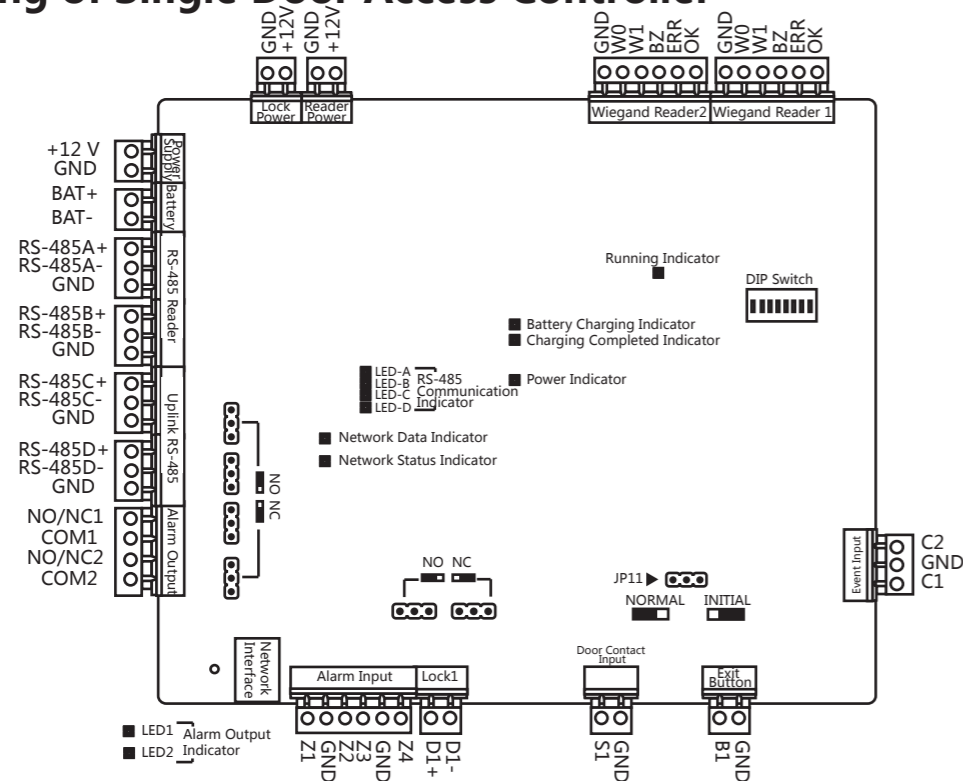 ng of Single Door Access Controller
GND
+12V
GND
+12V
GND
W0
W1
BZ
ERR
OK
GND
W0
W1
BZ
ERR
OK
Lock
Power
Reader
Power
Wiegand Reader2
Wiegand Reader 1
+12 V
GND
Power
Supply
BAT+
BAT-
Battery
RS-485A+
RS-485A-
GND
RS-485B+
RS-485B-
GND
RS-485 Reader
RS-485C+
RS-485C-
GND
RS-485D+
RS-485D-
GND
Uplink RS-485
NO/NC1
COM1
NO/NC2
COM2
Alarm Output
Running Indicator
DIP Switch
Battery Charging Indicator
Charging Completed Indicator
Power Indicator
LED-A
LED-B
LED-C
LED-D
RS-485
Communication
Indicator
Network Data Indicator
Network Status Indicator
NO
NC
NO NC
JP11
NORMAL
INITIAL
Event Input
C2
GND
C1
Network
Interface
Alarm Input
Lock1
Door Contact
Input
Exit
Button
Z1
GND
Z2
Z3
GND
Z4
D1+
D1-
S1
GND
B1
GND
LED1
LED2
Alarm Output
Indicator